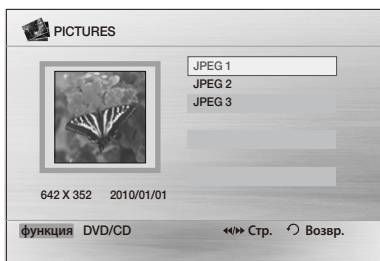 PICTURES
JPEG 1
JPEG 2
JPEG 3
642 X 352 2010/01/01
функция DVD/CD ◄◄/►► Стр. ↶ Возвр.